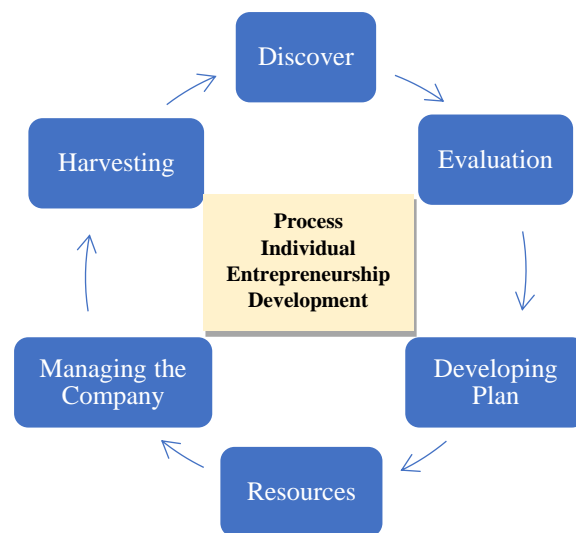 Discover
Evaluation
Developing
Plan
Resources
Managing the
Company
Harvesting
Process
Individual
Entrepreneurship
Development